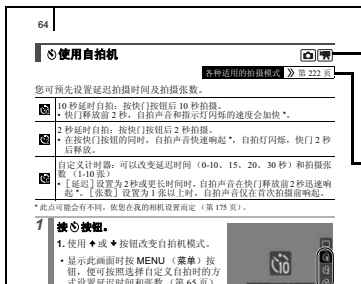 64
使用自拍机
各种适用的拍摄模式 》第 222 页
您可预先设置延迟拍摄时间及拍摄张数。
10 秒延时自拍：按快门按钮后 10 秒拍摄。
• 快门释放前 2 秒，自拍声音和指示灯闪烁的速度会加快 *。
2 秒延时自拍：按快门按钮后 2 秒拍摄。
• 在按快门按钮的同时，自拍声音快速响起 *，自拍灯闪烁，快门 2 秒
后释放。
自定义计时器：可以改变延迟时间（0-10、15、20、30 秒）和拍摄张
数（1-10 张）
• ［延迟］设置为 2 秒或更长时间时，自拍声音在快门释放前 2 秒迅速响
起 *。［张数］设置为 1 张以上时，自拍声音仅在首次拍摄前响起。
* 此点可能会有不同，依您在我的相机设置而定（第 175 页）。
1 按 按钮。
1. 使用 ↑ 或 ↓ 按钮改变自拍机模式。
• 显示此画面时按 MENU（菜单）按
钮，便可按照选择自定义自拍时的方
式设置延迟时间和张数（第 65 页）